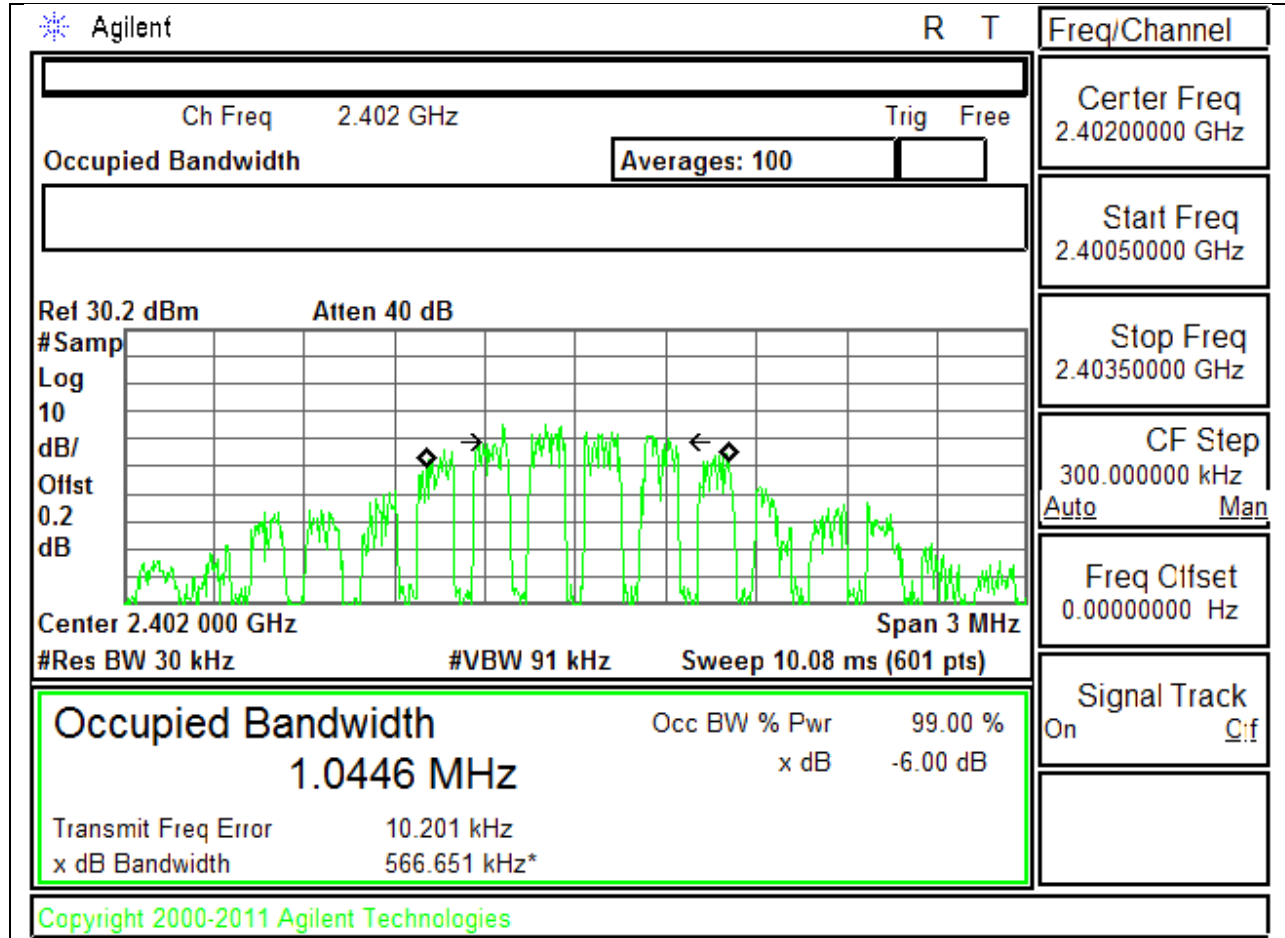 Agilent R T
Ch Freq 2.402 GHz Trig Free
Occupied Bandwidth Averages: 100
Ref 30.2 dBm Atten 40 dB
#Samp
Log
10
dB/
Offst
0.2
dB
Center 2.402 000 GHz Span 3 MHz
#Res BW 30 kHz #VBW 91 kHz Sweep 10.08 ms (601 pts)
Occupied Bandwidth Occ BW % Pwr 99.00 %
1.0446 MHz x dB -6.00 dB
Transmit Freq Error 10.201 kHz
x dB Bandwidth 566.651 kHz*
Copyright 2000-2011 Agilent Technologies
Freq/Channel
Center Freq
2.40200000 GHz
Start Freq
2.40050000 GHz
Stop Freq
2.40350000 GHz
CF Step
300.000000 kHz
Auto Man
Freq Offset
0.00000000 Hz
Signal Track
On Off